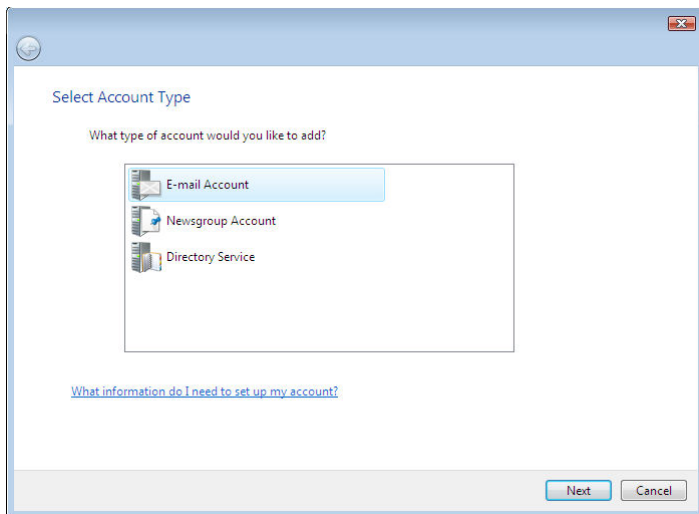 Select Account Type
What type of account would you like to add?
E-mail Account
Newsgroup Account
Directory Service
What information do I need to set up my account?
Next
Cancel